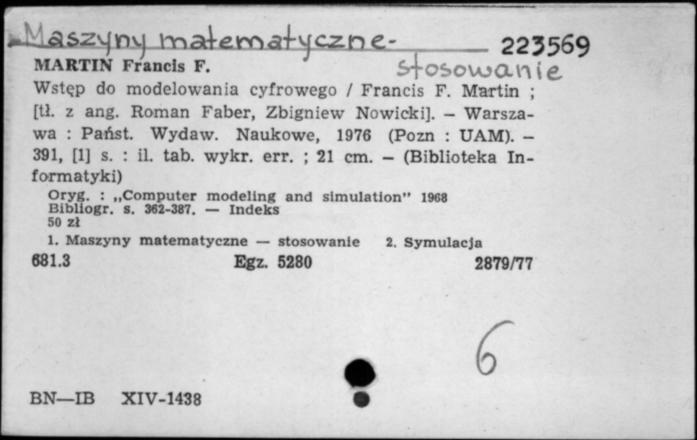 Maszyny matematyczne- 223569
stosowanie
MARTIN Francis F.
Wstęp do modelowania cyfrowego / Francis F. Martin ;
[tł. z ang. Roman Faber, Zbigniew Nowicki]. — Warsza-
wa : Państ. Wydaw. Naukowe, 1976 (Pozn : UAM). —
391, [1] s. : il. tab. wykr. err. ; 21 cm. — (Biblioteka In-
formatyki)
Oryg. : „Computer modeling and simulation” 1968
Bibliogr. s. 362-387. — Indeks
50 zł
1. Maszyny matematyczne — stosowanie 2. Symulacja
681.3 Egz. 5280 2879/77
6
BN—IB XIV-1438